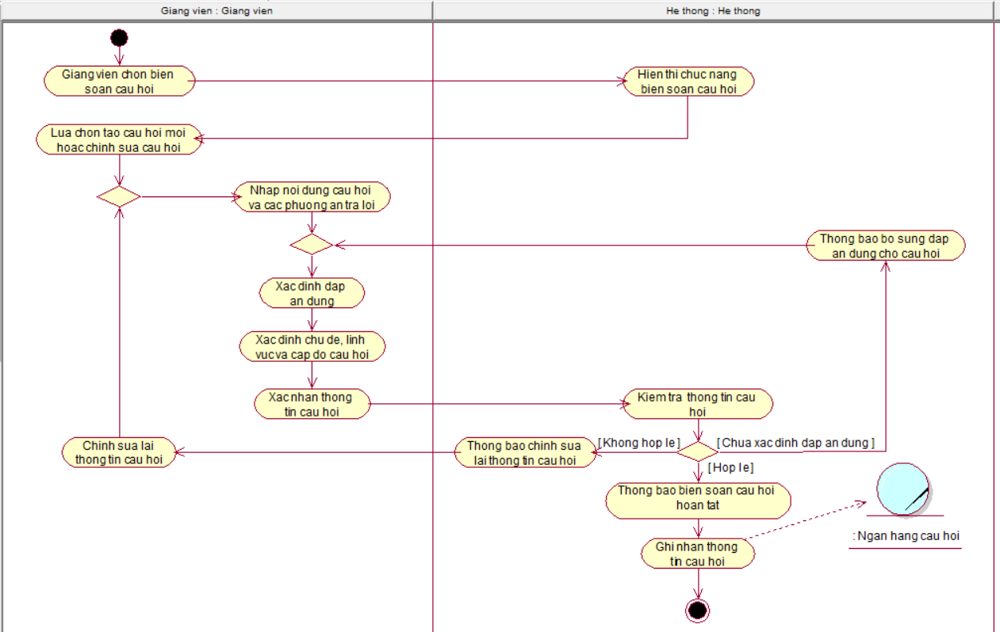 Giang vien : Giang vien
He thong : He thong
Giang vien chon bien
soan cau hoi
Hien thi chuc nang
bien soan cau hoi
Lua chon tao cau hoi moi
hoac chinh sua cau hoi
Nhap noi dung cau hoi
va cac phuong an tra loi
Thong bao bo sung dap
an dung cho cau hoi
Xac dinh dap
an dung
Xac dinh chu de, linh
vuc va cap do cau hoi
Xac nhan thong
tin cau hoi
Kiem tra thong tin cau
hoi
Chinh sua lai
thong tin cau hoi
Thong bao chinh sua
lai thong tin cau hoi
[Khong hop le]
[Chua xac dinh dap an dung ]
[Hop le]
Thong bao bien soan cau hoi
hoan tat
: Ngan hang cau hoi
Ghi nhan thong
tin cau hoi